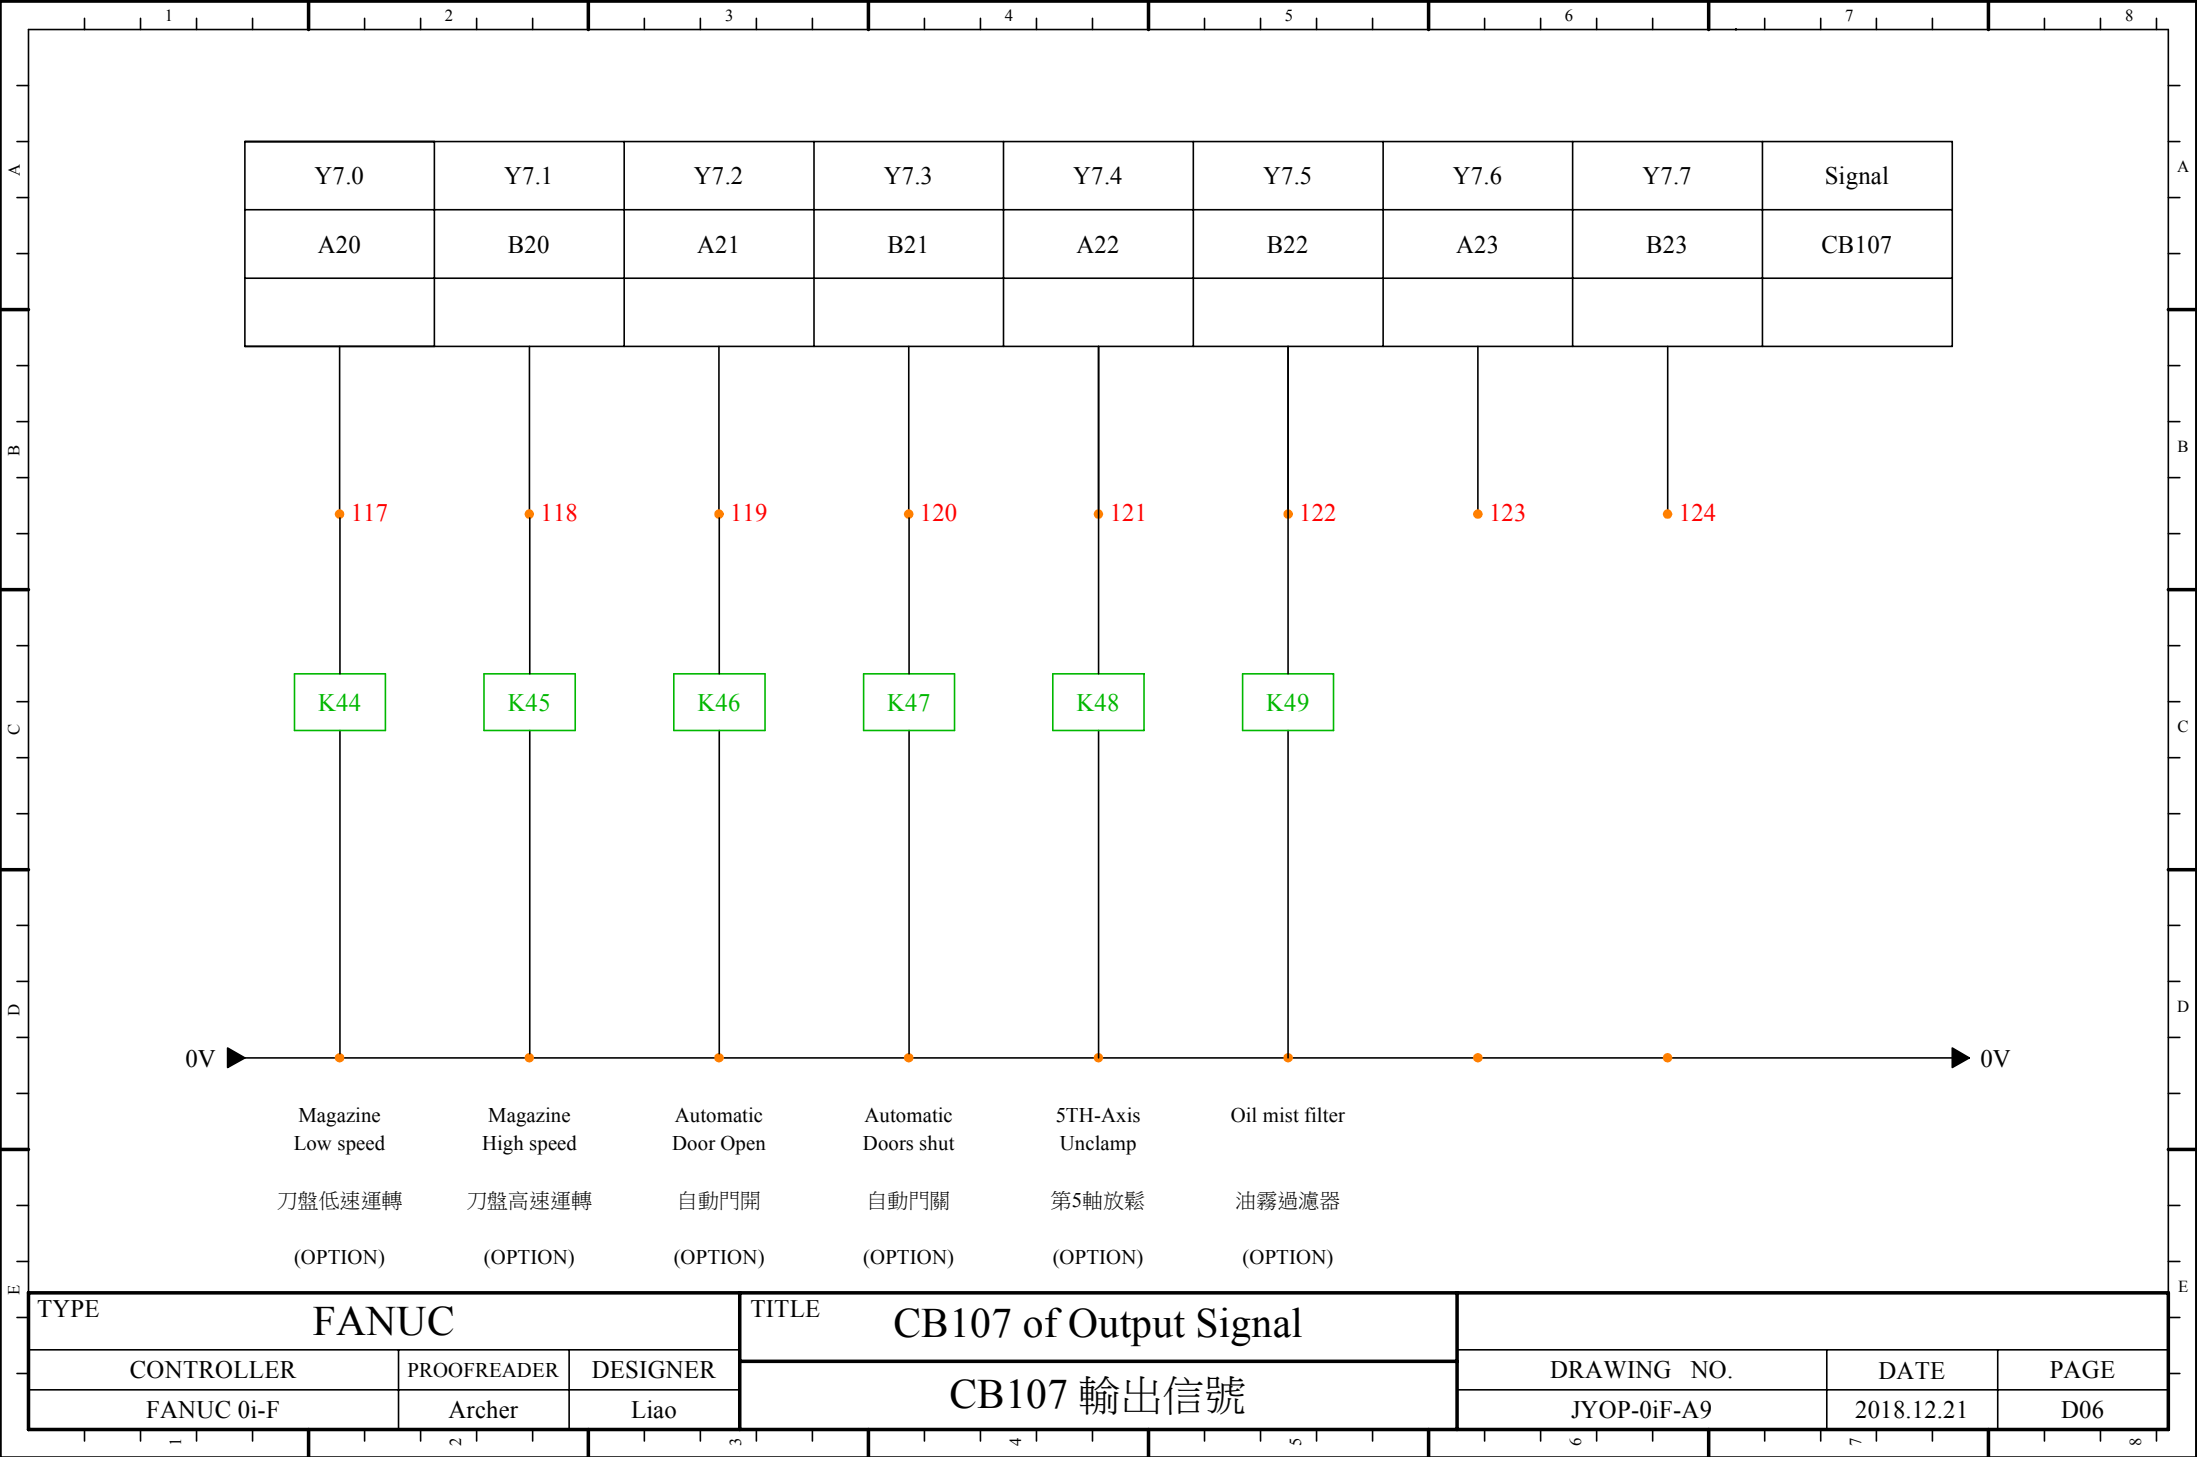 1 2 3 4 5 6 7 8
A A
Y7.0 Y7.1 Y7.2 Y7.3 Y7.4 Y7.5 Y7.6 Y7.7 Signal
A20 B20 A21 B21 A22 B22 A23 B23 CB107
B B
117 118 119 120 121 122 123 124
K44 K45 K46 K47 K48 K49
C C
D D
0V 0V
Magazine Magazine Automatic Automatic 5TH-Axis Oil mist filter
Low speed High speed Door Open Doors shut Unclamp
刀盤低速運轉 刀盤高速運轉 自動門開 自動門關 第5軸放鬆 油霧過濾器
(OPTION) (OPTION) (OPTION) (OPTION) (OPTION) (OPTION)
E E
TYPE FANUC TITLE CB107 of Output Signal
CONTROLLER PROOFREADER DESIGNER DRAWING NO. DATE PAGE
CB107 輸出信號
FANUC 0i-F Archer Liao JYOP-0iF-A9 2018.12.21 D06
1 2 3 4 5 6 7 8